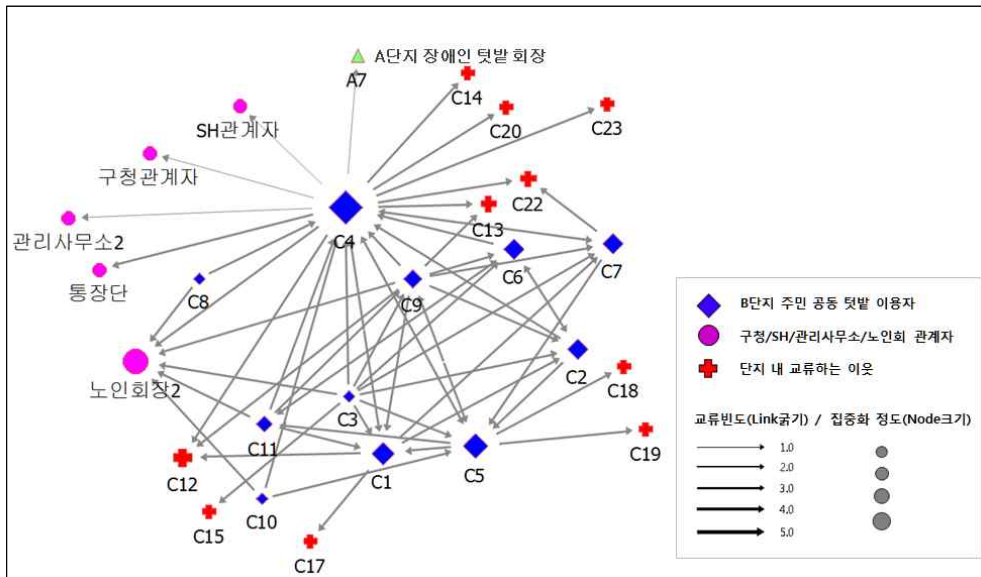 A단지 장애인 텃밭 회장
A7
C14
C20
C23
SH관계자
구청관계자
C22
C13
관리사무소2
C4
통장단
C8
C9
C6
C7
노인회장2
C2
C18
C3
C11
C19
C12
C1
C5
C10
C15
C17
B단지 주민 공동 텃밭 이용자
구청/SH/관리사무소/노인회 관계자
단지 내 교류하는 이웃
교류빈도(Link굵기) / 집중화 정도(Node크기)
1.0
2.0
3.0
4.0
5.0